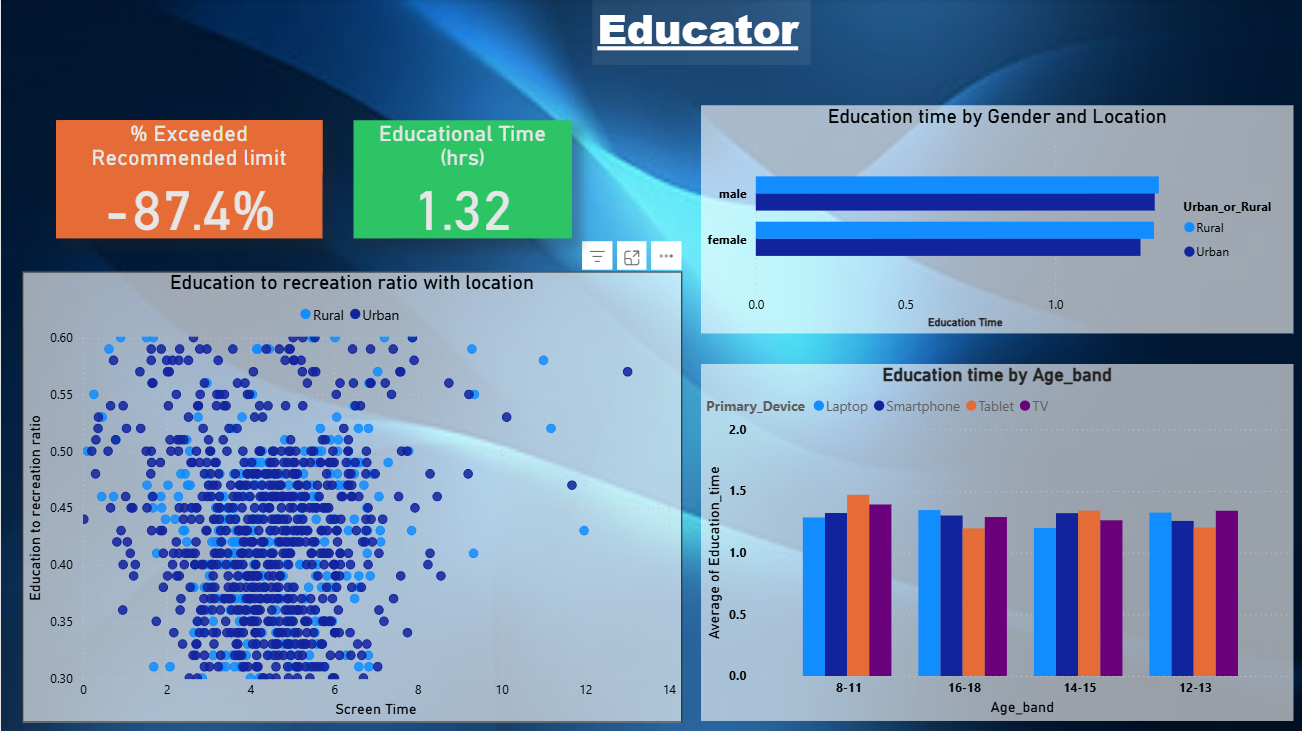 Educator
% Exceeded
Recommended limit
-87.4%
Educational Time
(hrs)
1.32
Education time by Gender and Location
male
female
0.0 0.5 1.0
Education Time
Urban_or_Rural
Rural
Urban
Education to recreation ratio with location
Rural Urban
Education to recreation ratio
0.60
0.55
0.50
0.45
0.40
0.35
0.30
0 2 4 6 8 10 12 14
Screen Time
Education time by Age_band
Primary_Device Laptop Smartphone Tablet TV
Average of Education_time
2.0
1.5
1.0
0.5
0.0
8-11 16-18 14-15 12-13
Age_band